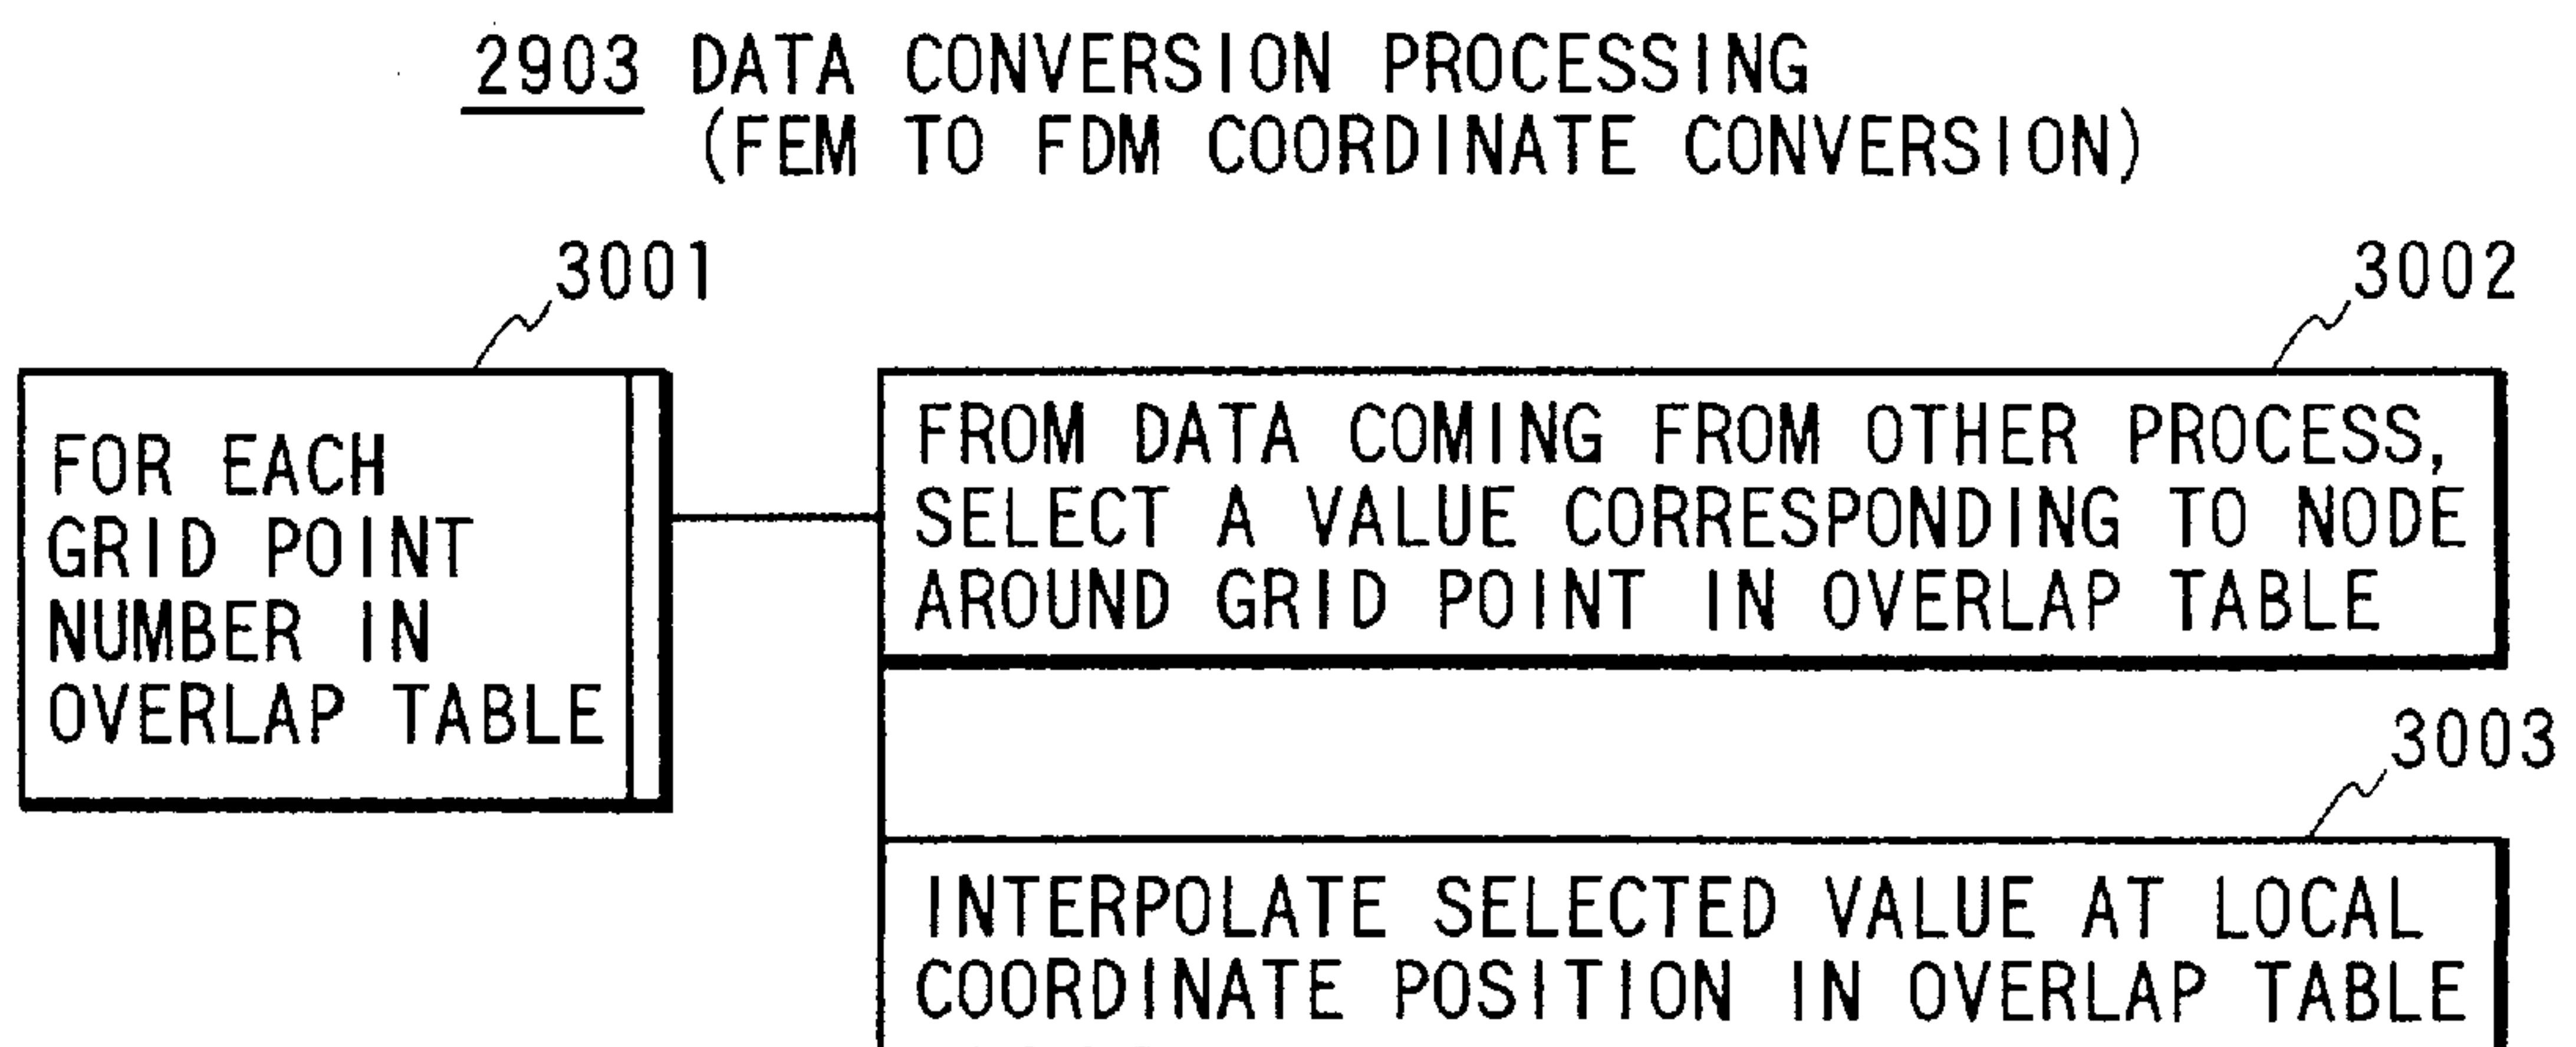 2903 DATA CONVERSION PROCESSING
(FEM TO FDM COORDINATE CONVERSION)
3001
3002
FOR EACH
GRID POINT
NUMBER IN
OVERLAP TABLE
FROM DATA COMING FROM OTHER PROCESS,
SELECT A VALUE CORRESPONDING TO NODE
AROUND GRID POINT IN OVERLAP TABLE
3003
INTERPOLATE SELECTED VALUE AT LOCAL
COORDINATE POSITION IN OVERLAP TABLE